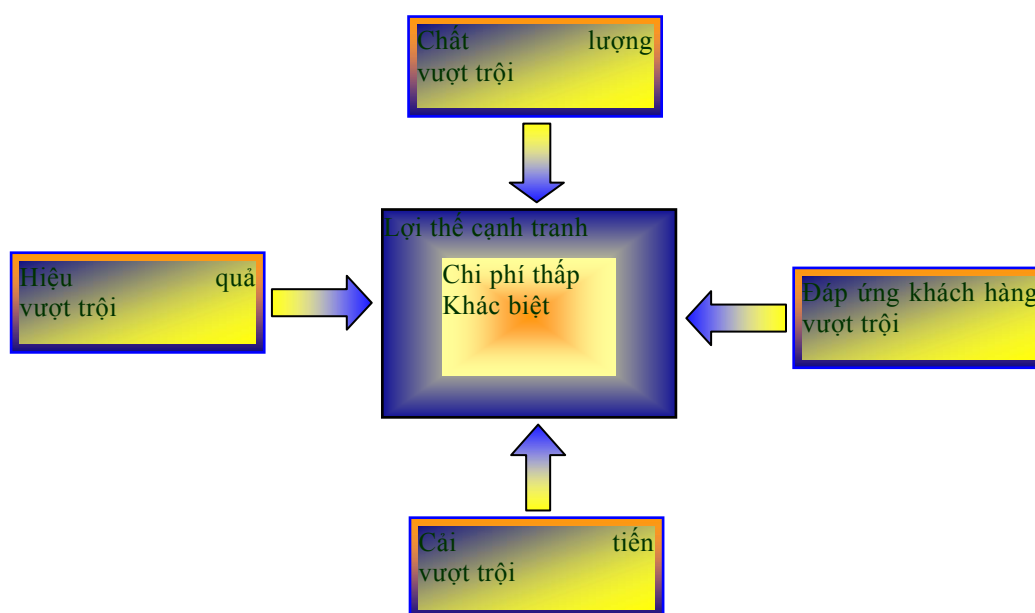 Chất lượng
vượt trội
Lợi thế cạnh tranh
Chi phí thấp
Khác biệt
Hiệu quả
vượt trội
Đáp ứng khách hàng
vượt trội
Cải tiến
vượt trội